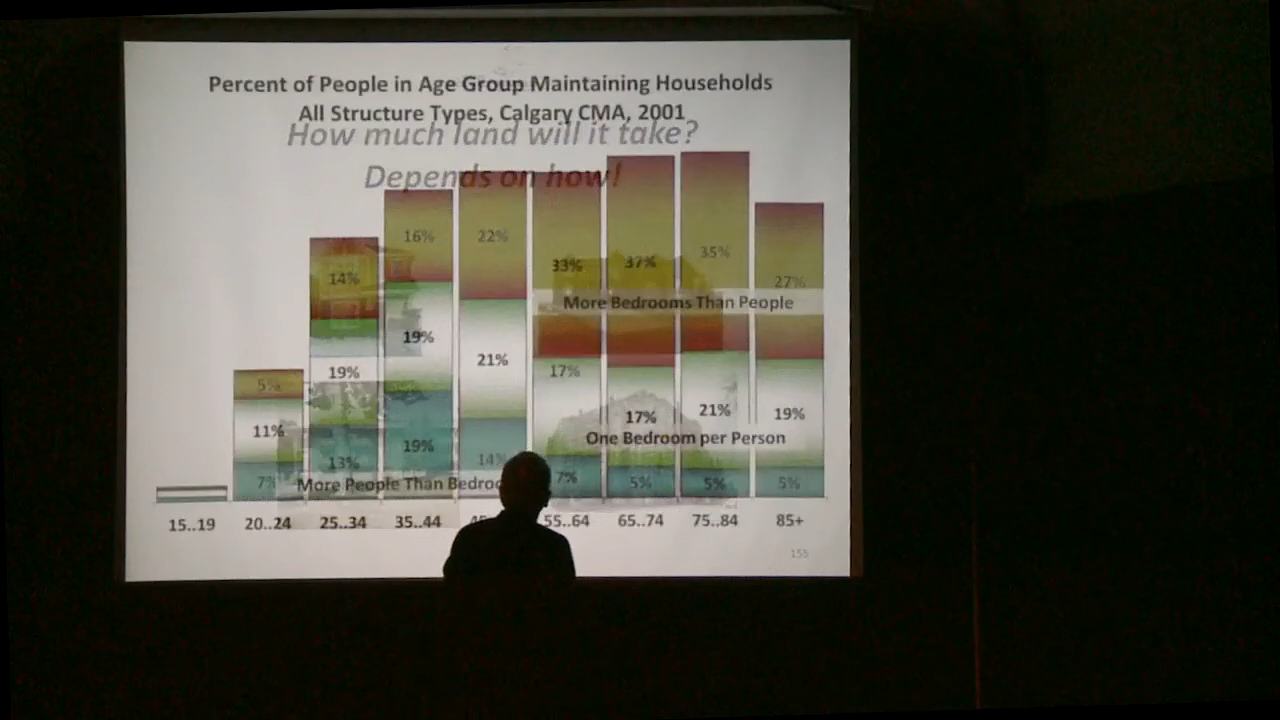 Percent of People in Age Group Maintaining Households
All Structure Types, Calgary CMA, 2001
How much land will it take?
Depends on how!
16% 22%
14% 33% 37% 35% 27%
More Bedrooms Than People
5% 19% 19% 21% 17%
11% 17% 21% 19%
One Bedroom per Person
7% 13% 19% 14% 7% 5% 5% 5%
More People Than
15..19 20..24 25..34 35..44 55..64 65..74 75..84 85+
155